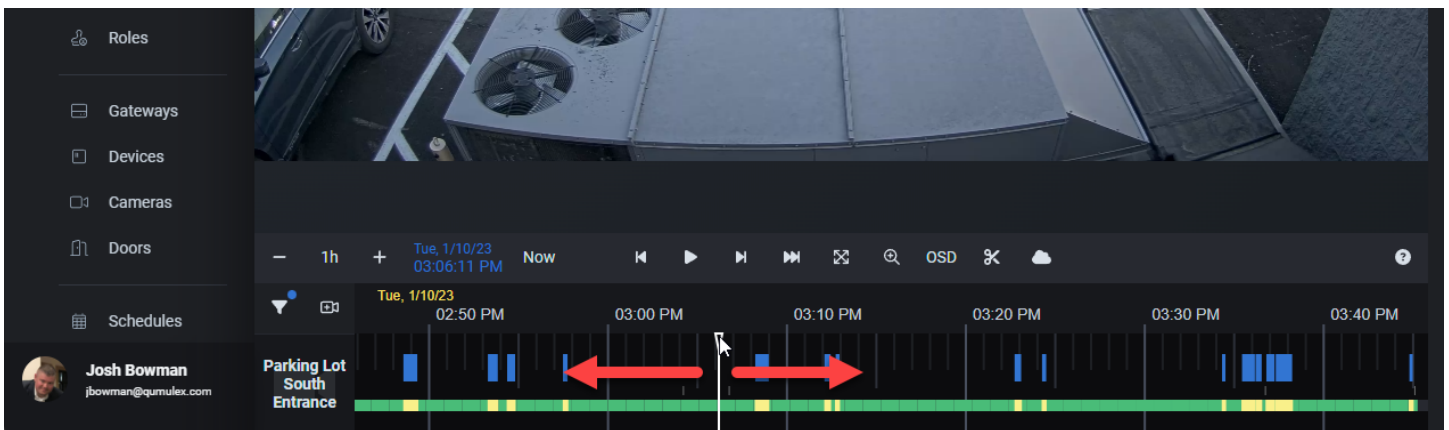 Roles
Gateways
Devices
Cameras
Doors
Schedules
Josh Bowman
jbowman@qumulex.com
− 1h + Tue, 1/10/23 03:06:11 PM Now OSD ?
Tue, 1/10/23
02:50 PM 03:00 PM 03:10 PM 03:20 PM 03:30 PM 03:40 PM
Parking Lot
South
Entrance